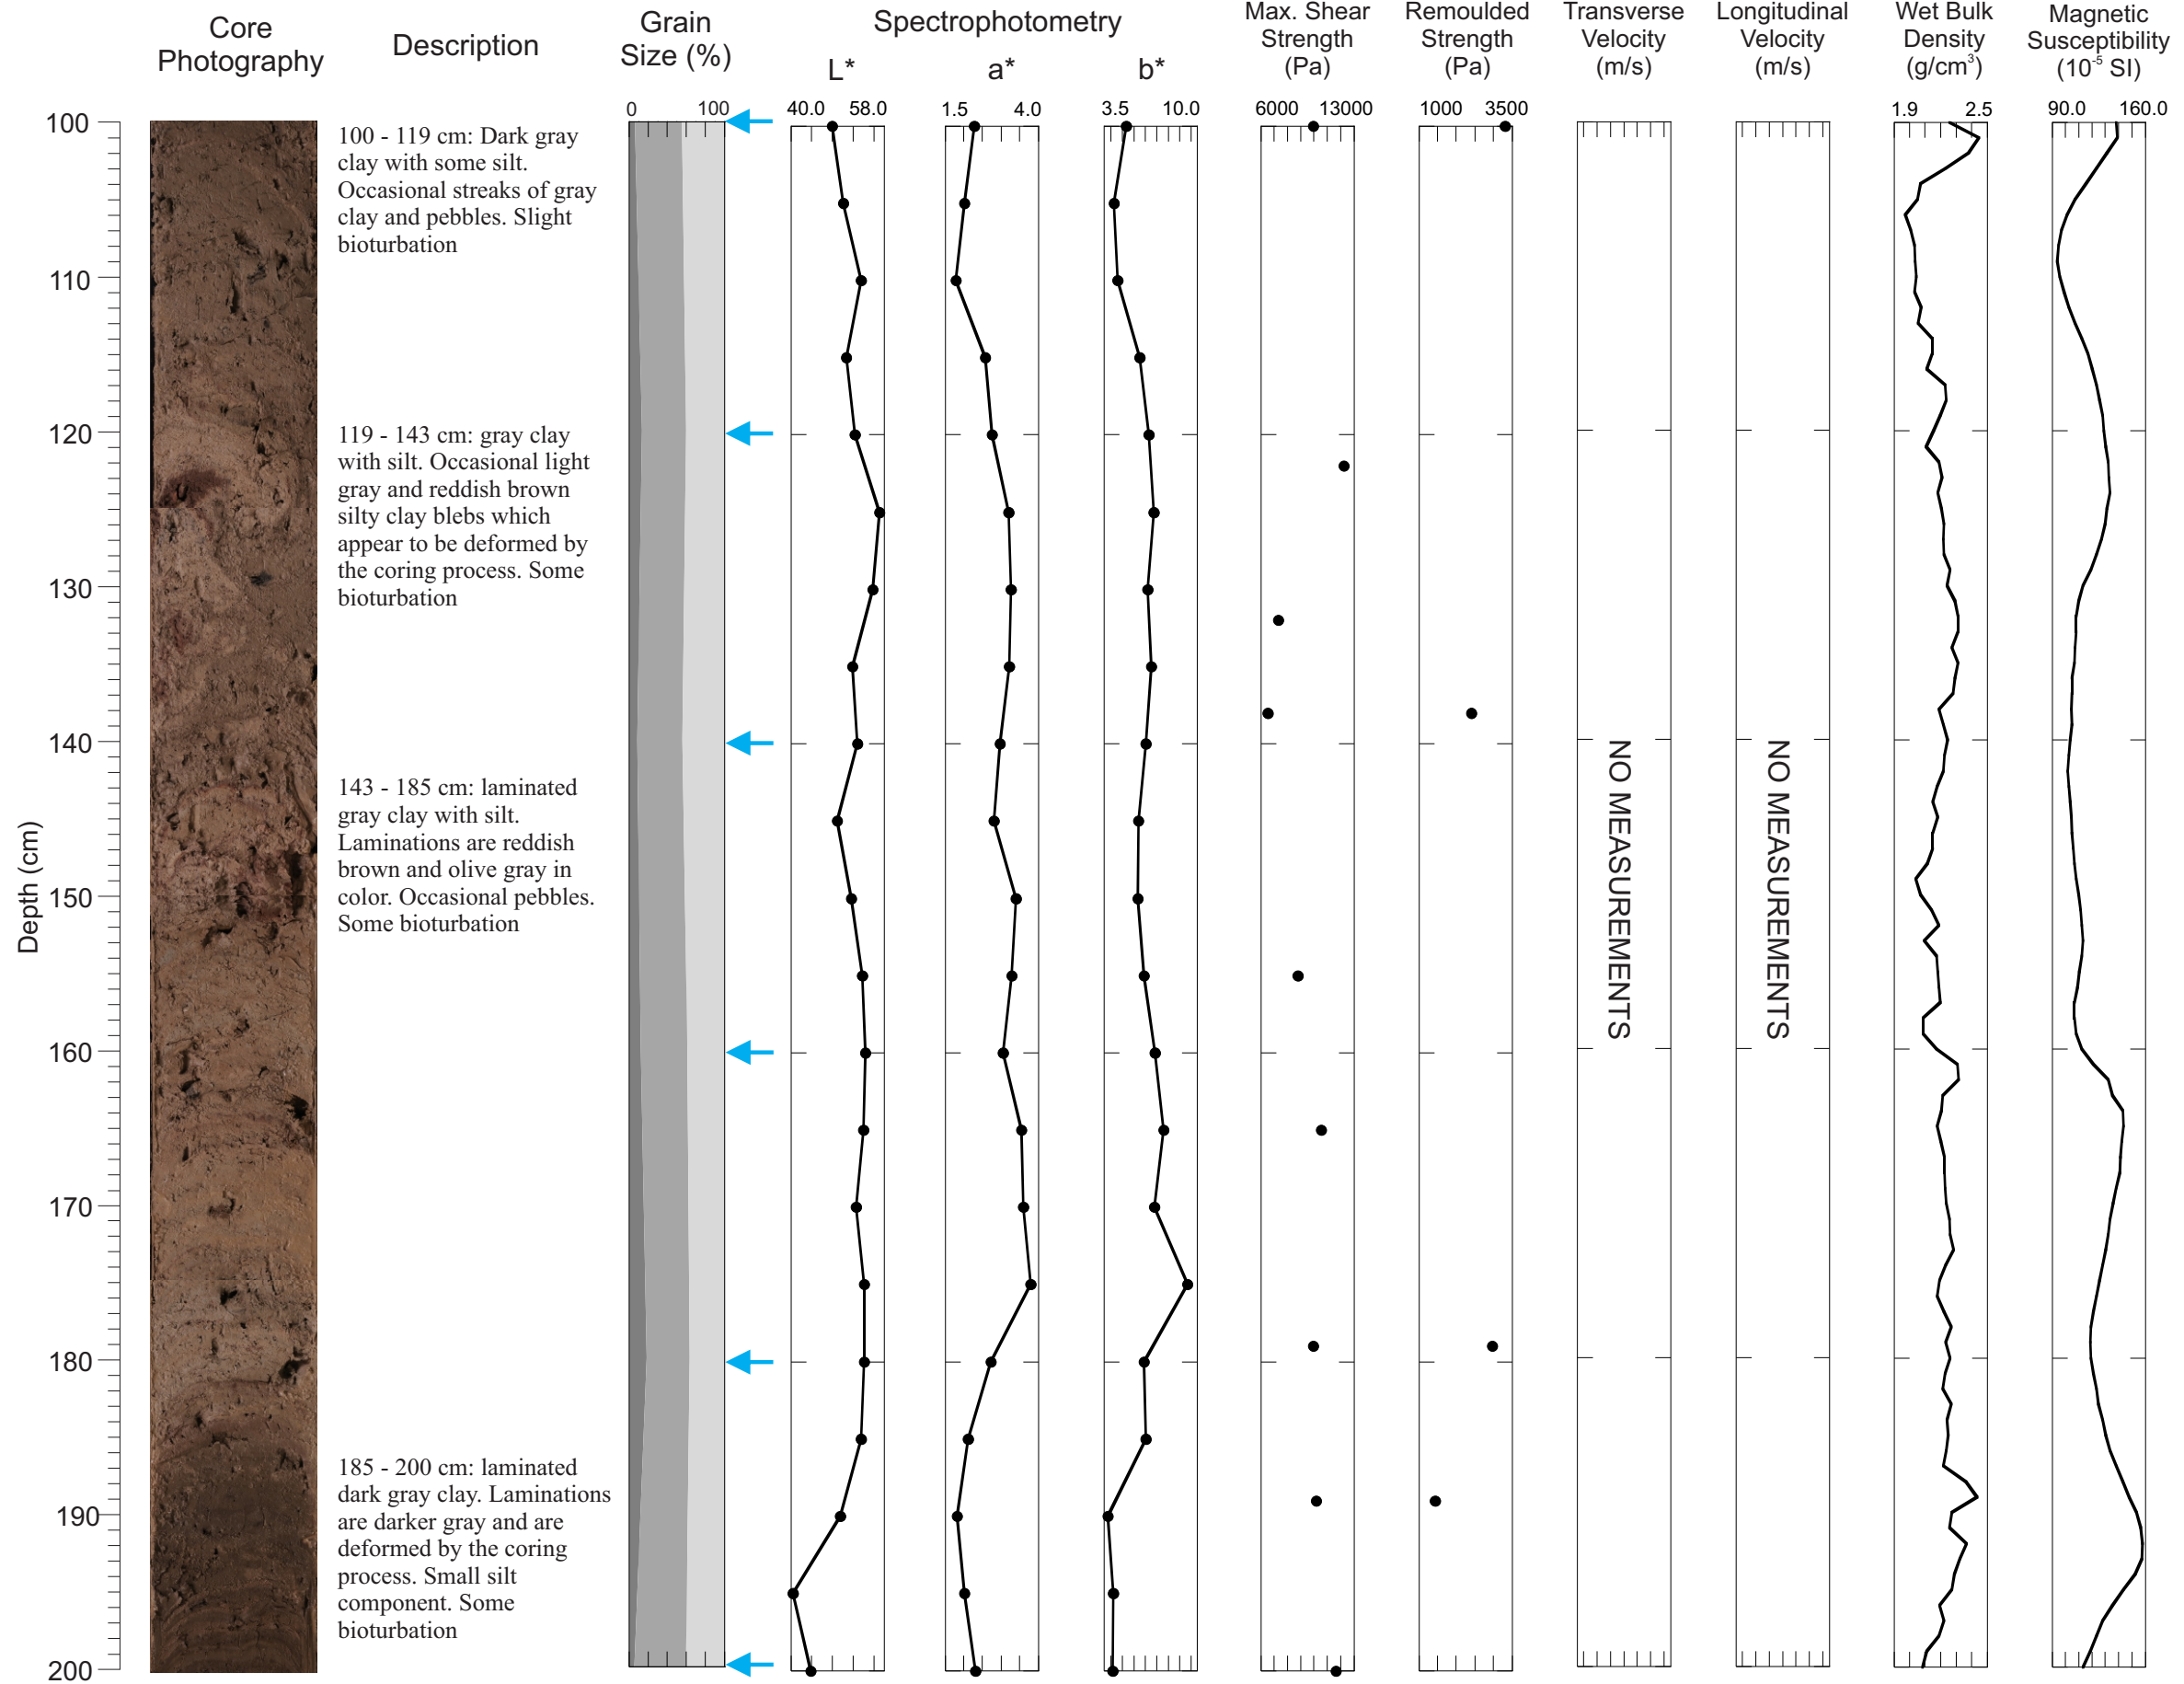 Core
Photography
Description
Grain
Size (%)
Spectrophotometry
L*
a*
b*
Max. Shear
Strength
(Pa)
Remoulded
Strength
(Pa)
Transverse
Velocity
(m/s)
Longitudinal
Velocity
(m/s)
Wet Bulk
Density
(g/cm³)
Magnetic
Susceptibility
(10⁻⁵ SI)
0 100
40.0 58.0
1.5 4.0
3.5 10.0
6000 13000
1000 3500
1.9 2.5
90.0 160.0
Depth (cm)
100
110
120
130
140
150
160
170
180
190
200
100 - 119 cm: Dark gray
clay with some silt.
Occasional streaks of gray
clay and pebbles. Slight
bioturbation
119 - 143 cm: gray clay
with silt. Occasional light
gray and reddish brown
silty clay blebs which
appear to be deformed by
the coring process. Some
bioturbation
143 - 185 cm: laminated
gray clay with silt.
Laminations are reddish
brown and olive gray in
color. Occasional pebbles.
Some bioturbation
185 - 200 cm: laminated
dark gray clay. Laminations
are darker gray and are
deformed by the coring
process. Small silt
component. Some
bioturbation
NO MEASUREMENTS
NO MEASUREMENTS